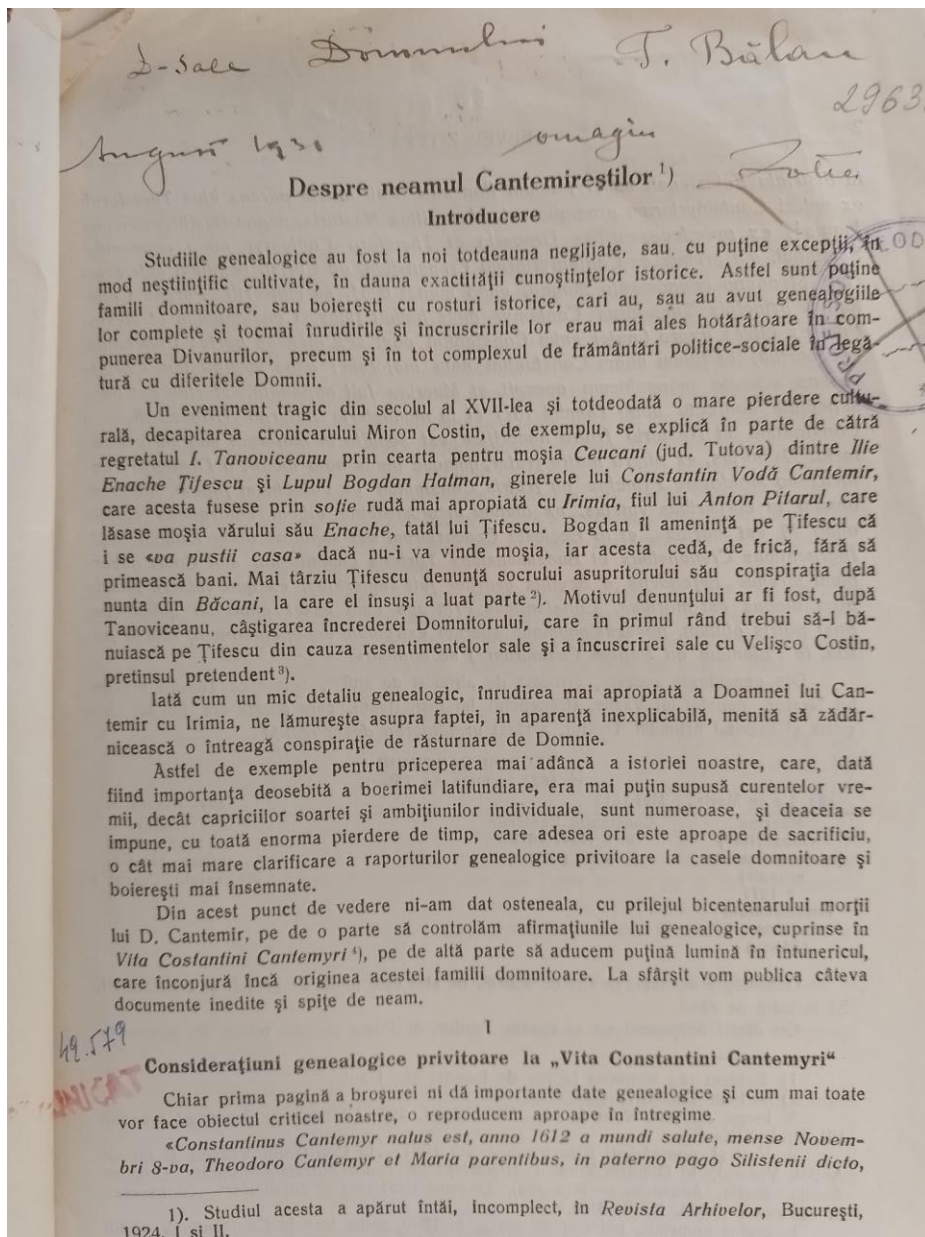 D-sale Domnului T. Bălan
2963
August 1931 omagiu
Despre neamul Cantemireştilor ¹)
Introducere
Studiile genealogice au fost la noi totdeauna neglijate, sau, cu puţine excepţii, în
mod neştiinţific cultivate, în dauna exactităţii cunoştinţelor istorice. Astfel sunt puţine
famili domnitoare, sau boiereşti cu rosturi istorice, cari au, sau au avut genealogiile
lor complete şi tocmai înrudirile şi încruscririle lor erau mai ales hotărâtoare în com-
punerea Divanurilor, precum şi în tot complexul de frământări politice-sociale în legă-
tură cu diferitele Domnii.
Un eveniment tragic din secolul al XVII-lea şi totdeodată o mare pierdere cultu-
rală, decapitarea cronicarului Miron Costin, de exemplu, se explică în parte de cătră
regretatul I. Tanoviceanu prin cearta pentru moşia Ceucani (jud. Tutova) dintre Ilie
Enache Ţifescu şi Lupul Bogdan Hatman, ginerele lui Constantin Vodă Cantemir,
care acesta fusese prin soţie rudă mai apropiată cu Irimia, fiul lui Anton Pitarul, care
lăsase moşia vărului său Enache, tatăl lui Ţifescu. Bogdan îl ameninţă pe Ţifescu că
i se «va pustii casa» dacă nu-i va vinde moşia, iar acesta cedă, de frică, fără să
primească bani. Mai târziu Ţifescu denunţă socrului asupritorului său conspiraţia dela
nunta din Băcani, la care el însuşi a luat parte ²). Motivul denunţului ar fi fost, după
Tanoviceanu, câştigarea încrederei Domnitorului, care în primul rând trebui să-l bă-
nuiască pe Ţifescu din cauza resentimentelor sale şi a încuscrirei sale cu Velişco Costin,
pretinsul pretendent ³).
Iată cum un mic detaliu genealogic, înrudirea mai apropiată a Doamnei lui Can-
temir cu Irimia, ne lămureşte asupra faptei, în aparenţă inexplicabilă, menită să zădăr-
nicească o întreagă conspiraţie de răsturnare de Domnie.
Astfel de exemple pentru priceperea mai adâncă a istoriei noastre, care, dată
fiind importanţa deosebită a boerimei latifundiare, era mai puţin supusă curentelor vre-
mii, decât capriciilor soartei şi ambiţiunilor individuale, sunt numeroase, şi deaceia se
impune, cu toată enorma pierdere de timp, care adesea ori este aproape de sacrificiu,
o cât mai mare clarificare a raporturilor genealogice privitoare la casele domnitoare şi
boiereşti mai însemnate.
Din acest punct de vedere ni-am dat osteneala, cu prilejul bicentenarului morţii
lui D. Cantemir, pe de o parte să controlăm afirmaţiunile lui genealogice, cuprinse în
Vita Costantini Cantemyri ⁴), pe de altă parte să aducem puţină lumină în întunericul,
care înconjură încă originea acestei familii domnitoare. La sfârşit vom publica câteva
documente inedite şi spiţe de neam.
I
49.579
Consideraţiuni genealogice privitoare la „Vita Constantini Cantemyri“
Chiar prima pagină a broşurei ni dă importante date genealogice şi cum mai toate
vor face obiectul criticei noastre, o reproducem aproape în întregime.
«Constantinus Cantemyr natus est, anno 1612 a mundi salute, mense Novem-
bri 8-va, Theodoro Cantemyr et Maria parentibus, in paterno pago Silistenii dicto,
1). Studiul acesta a apărut întăi, incomplect, în Revista Arhivelor, Bucureşti,
1924, I şi II.